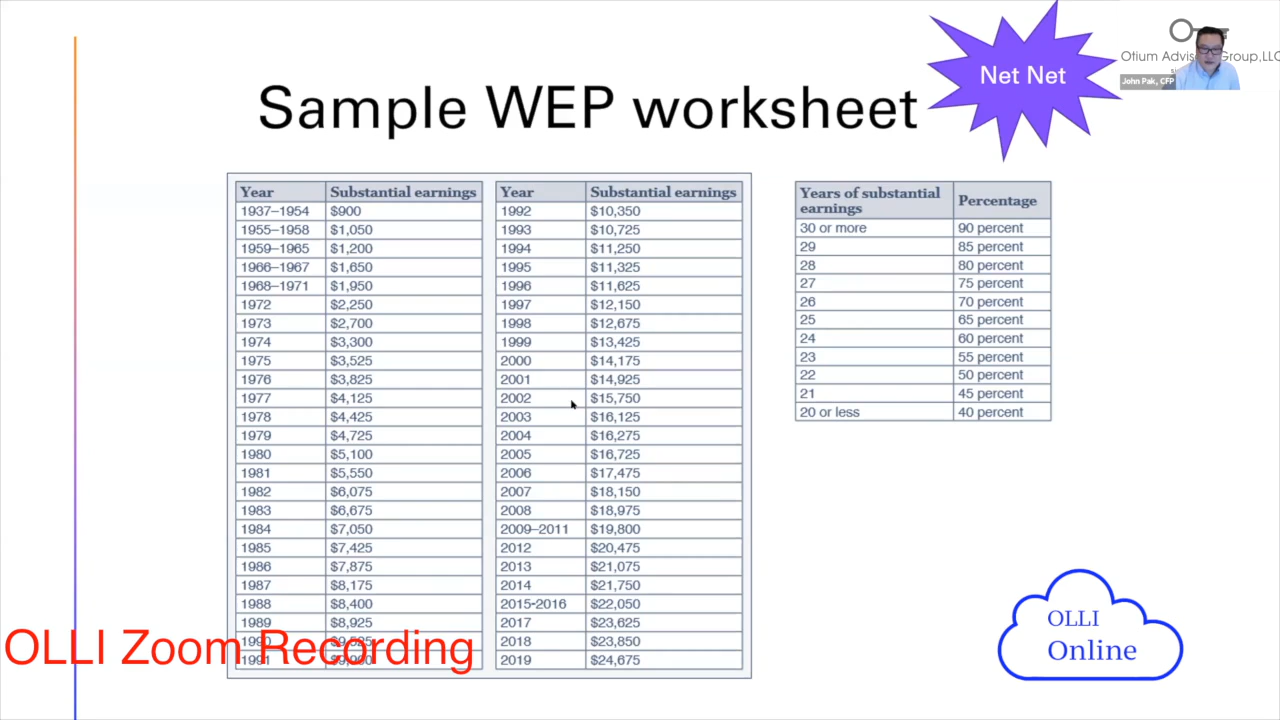 Net Net
Otium Advis Group,LLC
John Pak, CFP
Sample WEP worksheet
Year Substantial earnings
1937–1954 $900
1955–1958 $1,050
1959–1965 $1,200
1966–1967 $1,650
1968–1971 $1,950
1972 $2,250
1973 $2,700
1974 $3,300
1975 $3,525
1976 $3,825
1977 $4,125
1978 $4,425
1979 $4,725
1980 $5,100
1981 $5,550
1982 $6,075
1983 $6,675
1984 $7,050
1985 $7,425
1986 $7,875
1987 $8,175
1988 $8,400
1989 $8,925
1990
1991
Year Substantial earnings
1992 $10,350
1993 $10,725
1994 $11,250
1995 $11,325
1996 $11,625
1997 $12,150
1998 $12,675
1999 $13,425
2000 $14,175
2001 $14,925
2002 $15,750
2003 $16,125
2004 $16,275
2005 $16,725
2006 $17,475
2007 $18,150
2008 $18,975
2009–2011 $19,800
2012 $20,475
2013 $21,075
2014 $21,750
2015-2016 $22,050
2017 $23,625
2018 $23,850
2019 $24,675
Years of substantial
earnings Percentage
30 or more 90 percent
29 85 percent
28 80 percent
27 75 percent
26 70 percent
25 65 percent
24 60 percent
23 55 percent
22 50 percent
21 45 percent
20 or less 40 percent
OLLI Zoom Recording
OLLI
Online